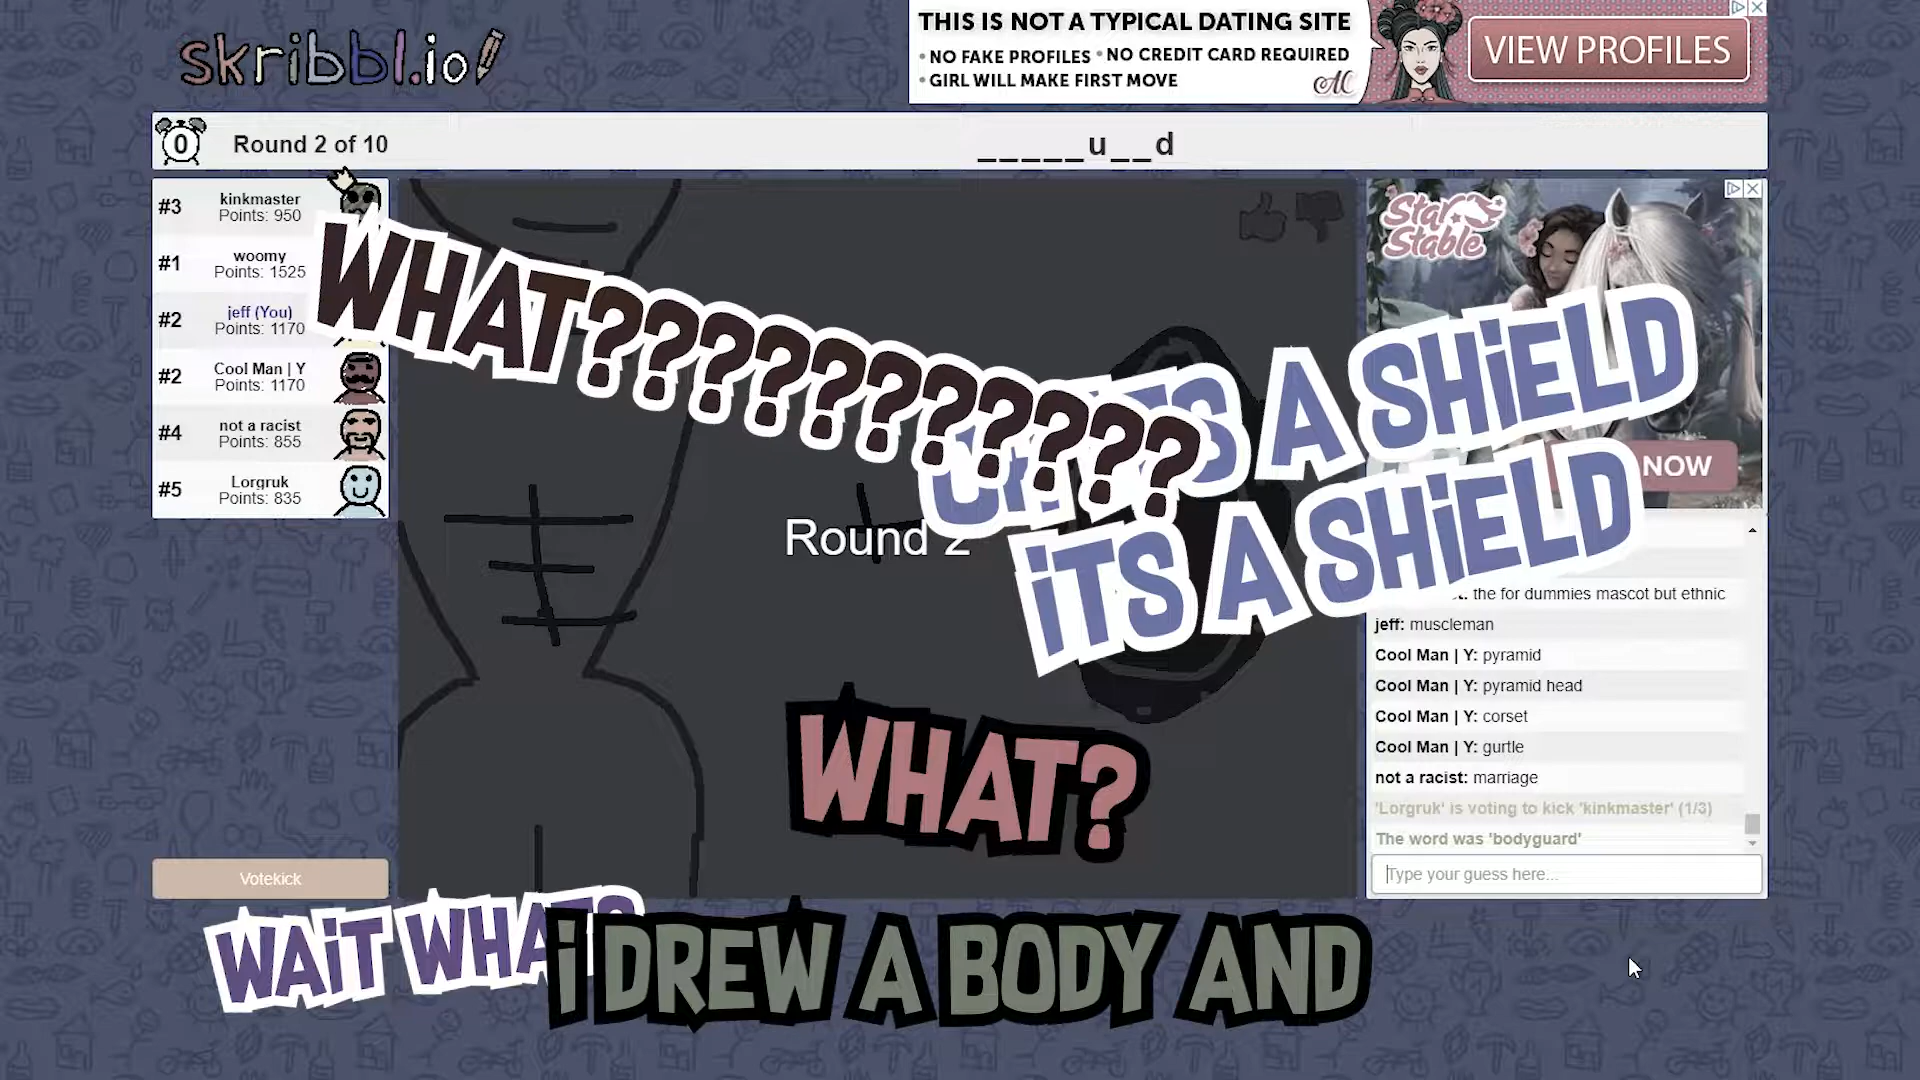 skribbl.io
THIS IS NOT A TYPICAL DATING SITE
• NO FAKE PROFILES • NO CREDIT CARD REQUIRED
• GIRL WILL MAKE FIRST MOVE
VIEW PROFILES
0
Round 2 of 10
_____u__d
#3 kinkmaster
Points: 950
#1 woomy
Points: 1525
#2 jeff (You)
Points: 1170
#2 Cool Man | Y
Points: 1170
#4 not a racist
Points: 855
#5 Lorgruk
Points: 835
Votekick
Star Stable
NOW
WHAT???????????
A SHiELD
iTS A SHiELD
Round 2
WHAT?
WAiT WHAT?
i DREW A BODY AND
the for dummies mascot but ethnic
jeff: muscleman
Cool Man | Y: pyramid
Cool Man | Y: pyramid head
Cool Man | Y: corset
Cool Man | Y: gurtle
not a racist: marriage
'Lorgruk' is voting to kick 'kinkmaster' (1/3)
The word was 'bodyguard'
Type your guess here...